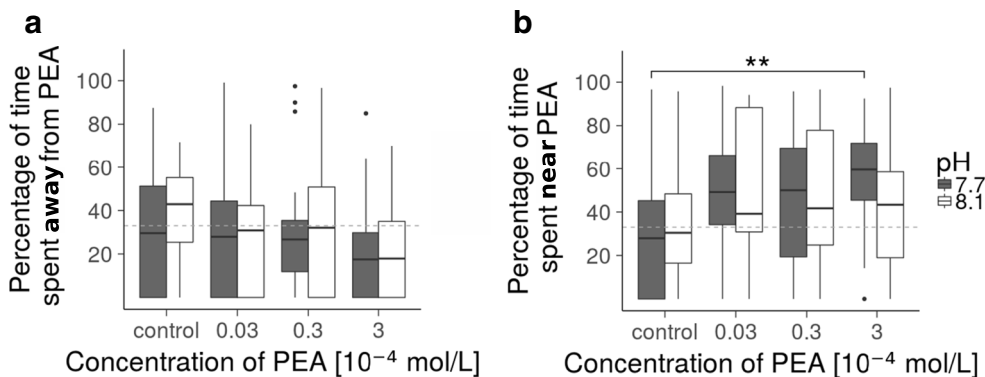 a
Percentage of time
spent away from PEA
100
80
60
40
20
control 0.03 0.3 3
Concentration of PEA [10⁻⁴ mol/L]
b
Percentage of time
spent near PEA
100
80
60
40
20
**
control 0.03 0.3 3
Concentration of PEA [10⁻⁴ mol/L]
pH
7.7
8.1